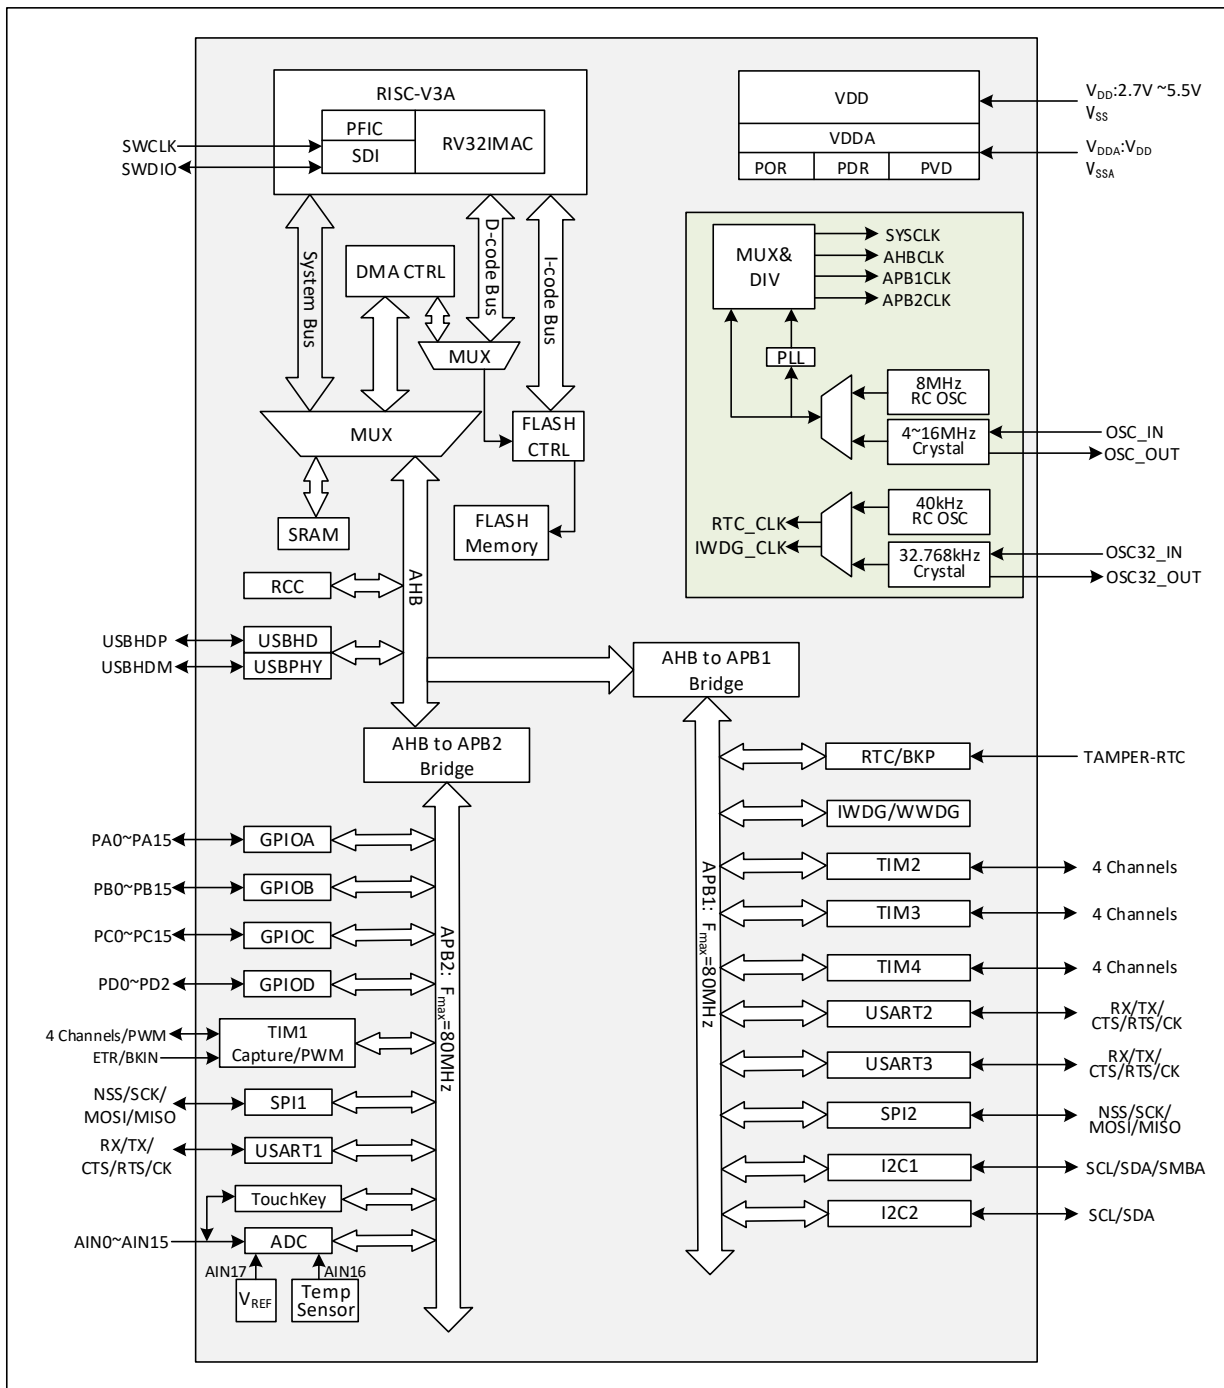 RISC-V3A
PFIC
SDI
RV32IMAC
SWCLK
SWDIO
VDD
VDDA
POR
PDR
PVD
VDD:2.7V ~5.5V
VSS
VDDA:VDD
VSSA
System Bus
DMA CTRL
D-code Bus
I-code Bus
MUX
MUX
FLASH
CTRL
SRAM
FLASH
Memory
MUX&
DIV
SYSCLK
AHBCLK
APB1CLK
APB2CLK
PLL
8MHz
RC OSC
4~16MHz
Crystal
OSC_IN
OSC_OUT
40kHz
RC OSC
RTC_CLK
IWDG_CLK
32.768kHz
Crystal
OSC32_IN
OSC32_OUT
RCC
AHB
USBHDP
USBHDM
USBHD
USBPHY
AHB to APB1
Bridge
AHB to APB2
Bridge
PA0~PA15
GPIOA
PB0~PB15
GPIOB
PC0~PC15
GPIOC
PD0~PD2
GPIOD
4 Channels/PWM
ETR/BKIN
TIM1
Capture/PWM
NSS/SCK/
MOSI/MISO
SPI1
RX/TX/
CTS/RTS/CK
USART1
TouchKey
AIN0~AIN15
ADC
AIN17
AIN16
VREF
Temp
Sensor
APB2: Fmax=80MHz
APB1: Fmax=80MHz
RTC/BKP
TAMPER-RTC
IWDG/WWDG
TIM2
4 Channels
TIM3
4 Channels
TIM4
4 Channels
USART2
RX/TX/
CTS/RTS/CK
USART3
RX/TX/
CTS/RTS/CK
SPI2
NSS/SCK/
MOSI/MISO
I2C1
SCL/SDA/SMBA
I2C2
SCL/SDA